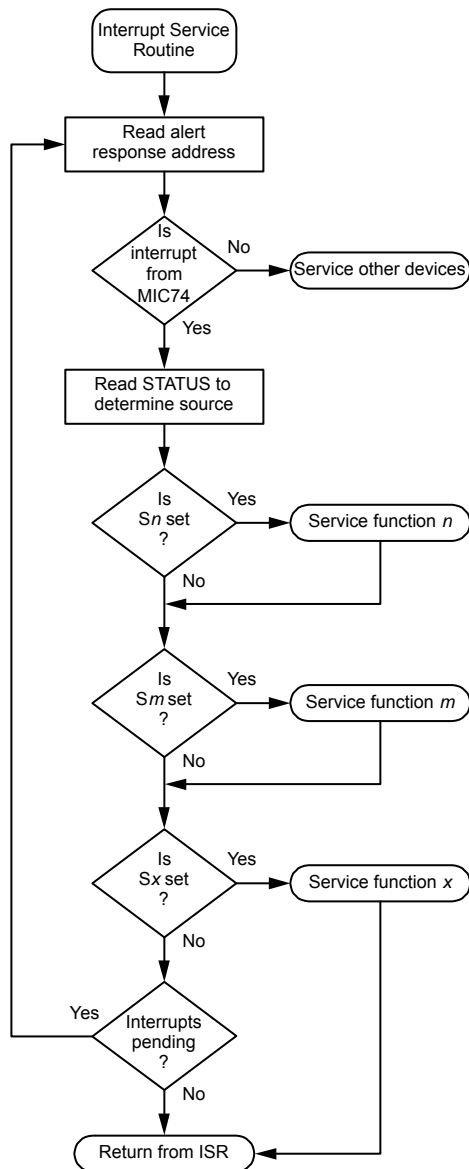 Interrupt Service
Routine
Read alert
response address
Is
interrupt
from
MIC74
No
Service other devices
Yes
Read STATUS to
determine source
Is
Sn set
?
Yes
Service function n
No
Is
Sm set
?
Yes
Service function m
No
Is
Sx set
?
Yes
Service function x
No
Yes
Interrupts
pending
?
No
Return from ISR